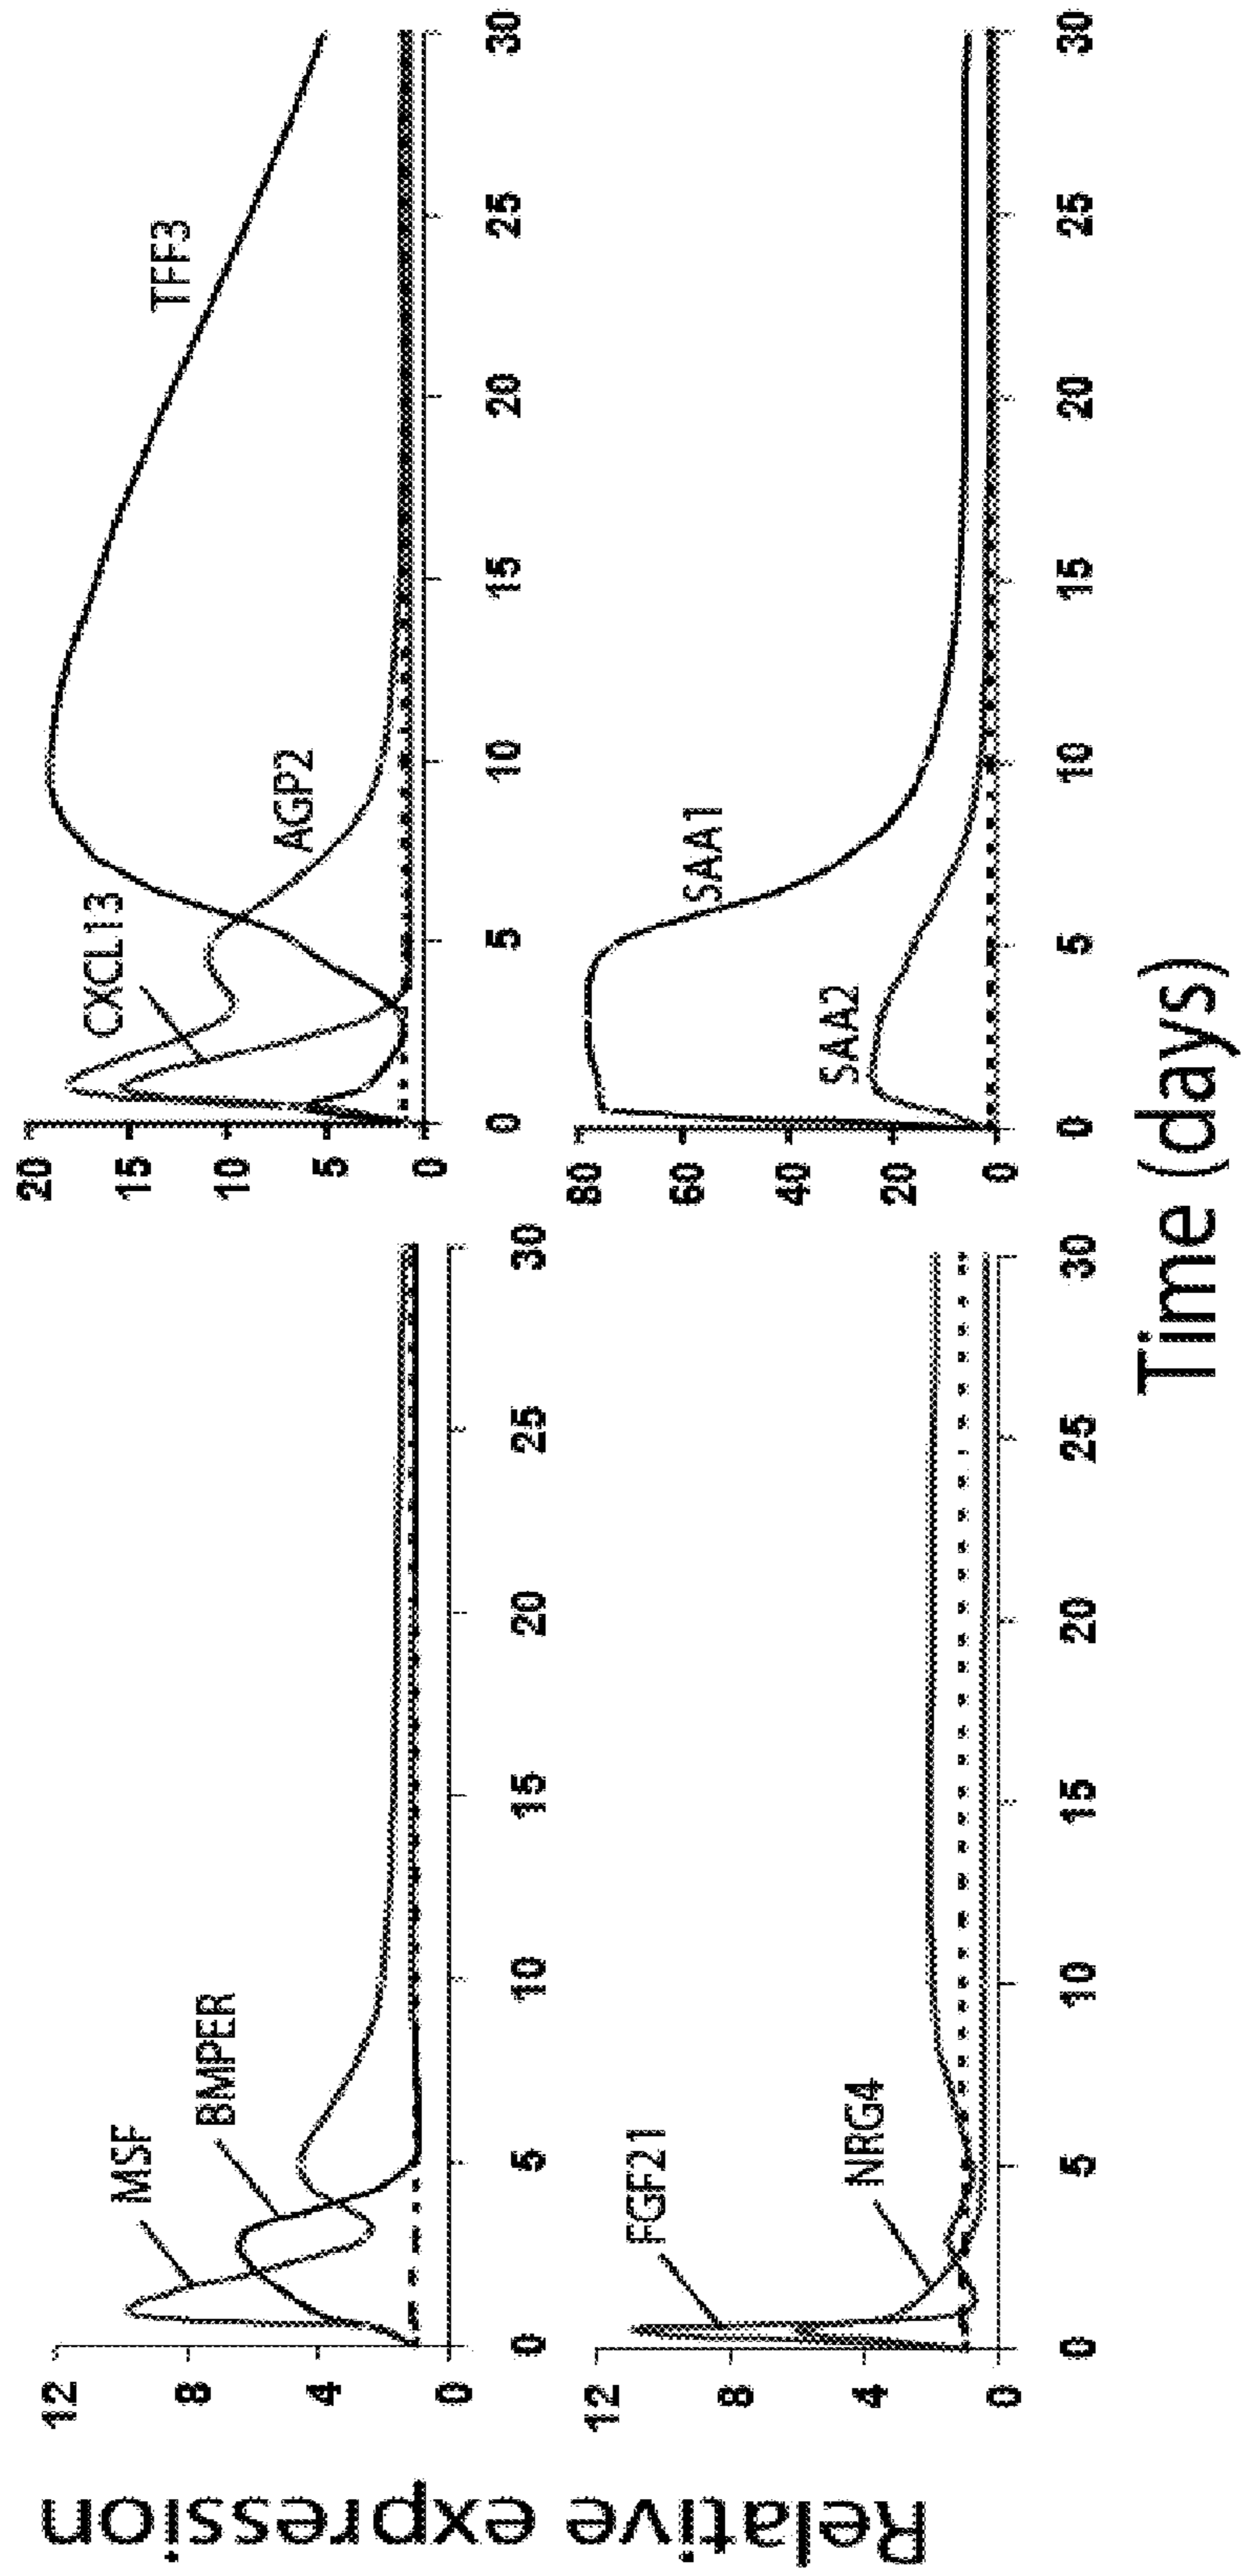 Relative expression
12
8
4
0
MSF
BMPER
0 5 10 15 20 25 30
20
15
10
5
0
CXCL13
AGP2
TFF3
0 5 10 15 20 25 30
12
8
4
0
FGF21
NRG4
0 5 10 15 20 25 30
80
60
40
20
0
SAA2
SAA1
0 5 10 15 20 25 30
Time (days)